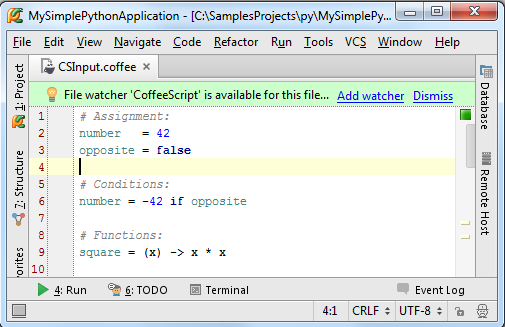 MySimplePythonApplication - [C:\SamplesProjects\py\MySimplePy...
File Edit View Navigate Code Refactor Run Tools VCS Window Help
CSInput.coffee
File watcher 'CoffeeScript' is available for this file... Add watcher Dismiss
1 # Assignment:
2 number   = 42
3 opposite = false
4
5 # Conditions:
6 number = -42 if opposite
7
8 # Functions:
9 square = (x) -> x * x
10
1: Project
7: Structure
orites
Database
Remote Host
4: Run 6: TODO Terminal Event Log
4:1 CRLF UTF-8